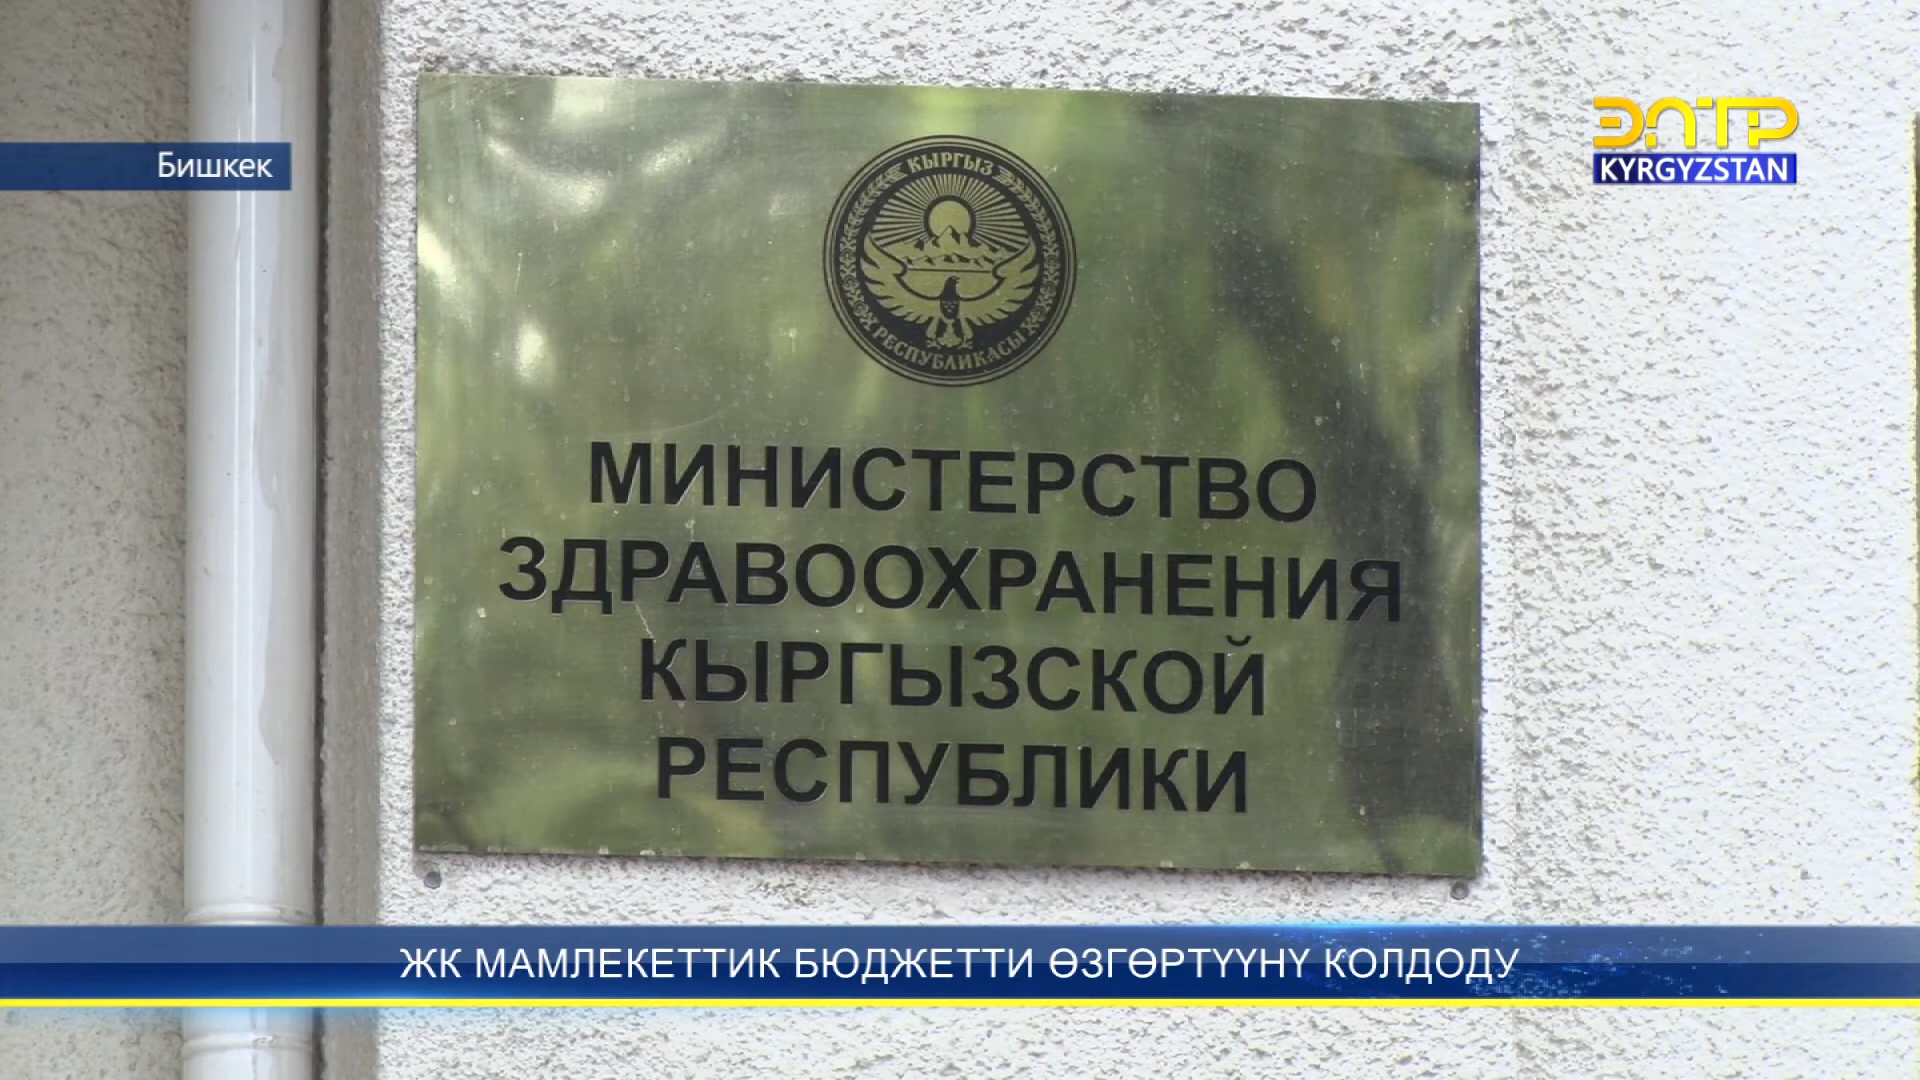 Бишкек
ЭЛТР
KYRGYZSTAN
КЫРГЫЗ
РЕСПУБЛИКАСЫ
МИНИСТЕРСТВО
ЗДРАВООХРАНЕНИЯ
КЫРГЫЗСКОЙ
РЕСПУБЛИКИ
ЖК МАМЛЕКЕТТИК БЮДЖЕТТИ ӨЗГӨРТҮҮНҮ КОЛДОДУ